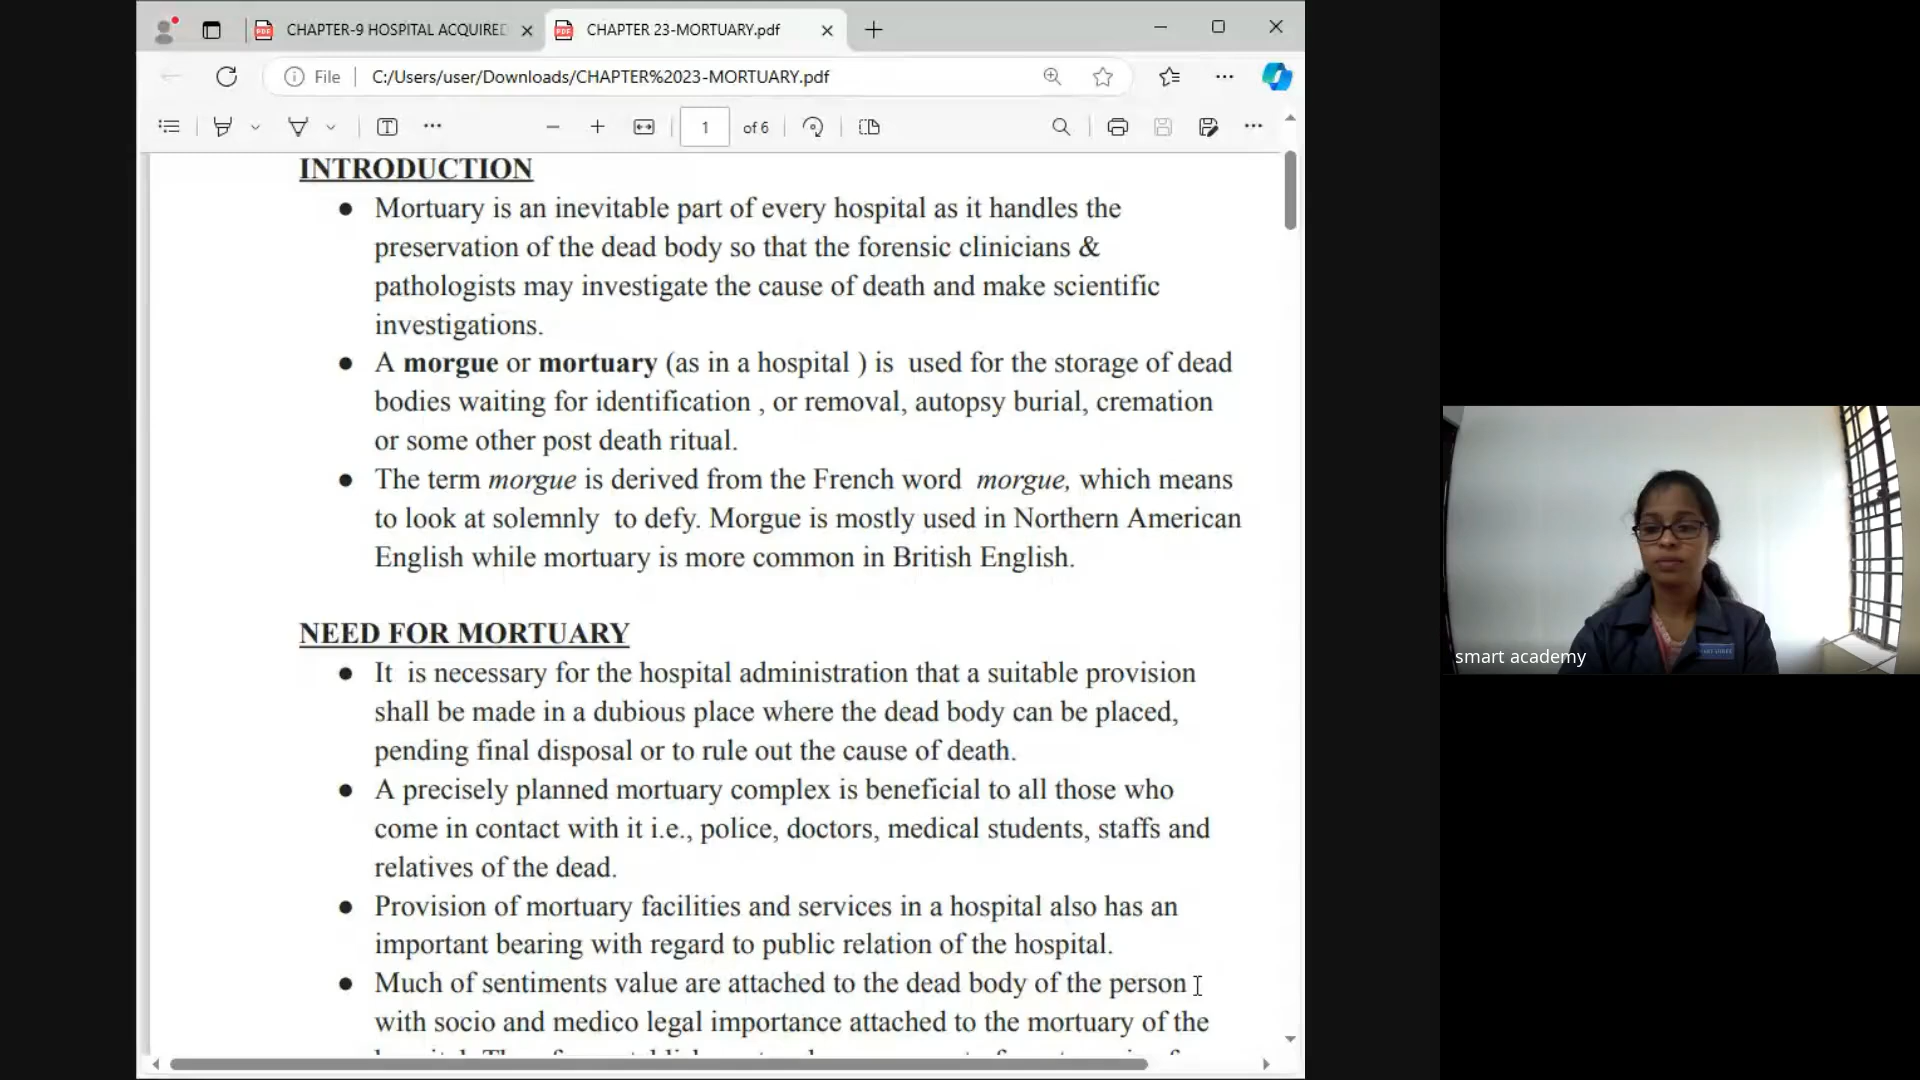 CHAPTER-9 HOSPITAL ACQUIRED
CHAPTER 23-MORTUARY.pdf
File
C:/Users/user/Downloads/CHAPTER%2023-MORTUARY.pdf
1 of 6
INTRODUCTION
● Mortuary is an inevitable part of every hospital as it handles the
preservation of the dead body so that the forensic clinicians &
pathologists may investigate the cause of death and make scientific
investigations.
● A morgue or mortuary (as in a hospital ) is used for the storage of dead
bodies waiting for identification , or removal, autopsy burial, cremation
or some other post death ritual.
● The term morgue is derived from the French word morgue, which means
to look at solemnly to defy. Morgue is mostly used in Northern American
English while mortuary is more common in British English.
NEED FOR MORTUARY
● It is necessary for the hospital administration that a suitable provision
shall be made in a dubious place where the dead body can be placed,
pending final disposal or to rule out the cause of death.
● A precisely planned mortuary complex is beneficial to all those who
come in contact with it i.e., police, doctors, medical students, staffs and
relatives of the dead.
● Provision of mortuary facilities and services in a hospital also has an
important bearing with regard to public relation of the hospital.
● Much of sentiments value are attached to the dead body of the person
with socio and medico legal importance attached to the mortuary of the
smart academy